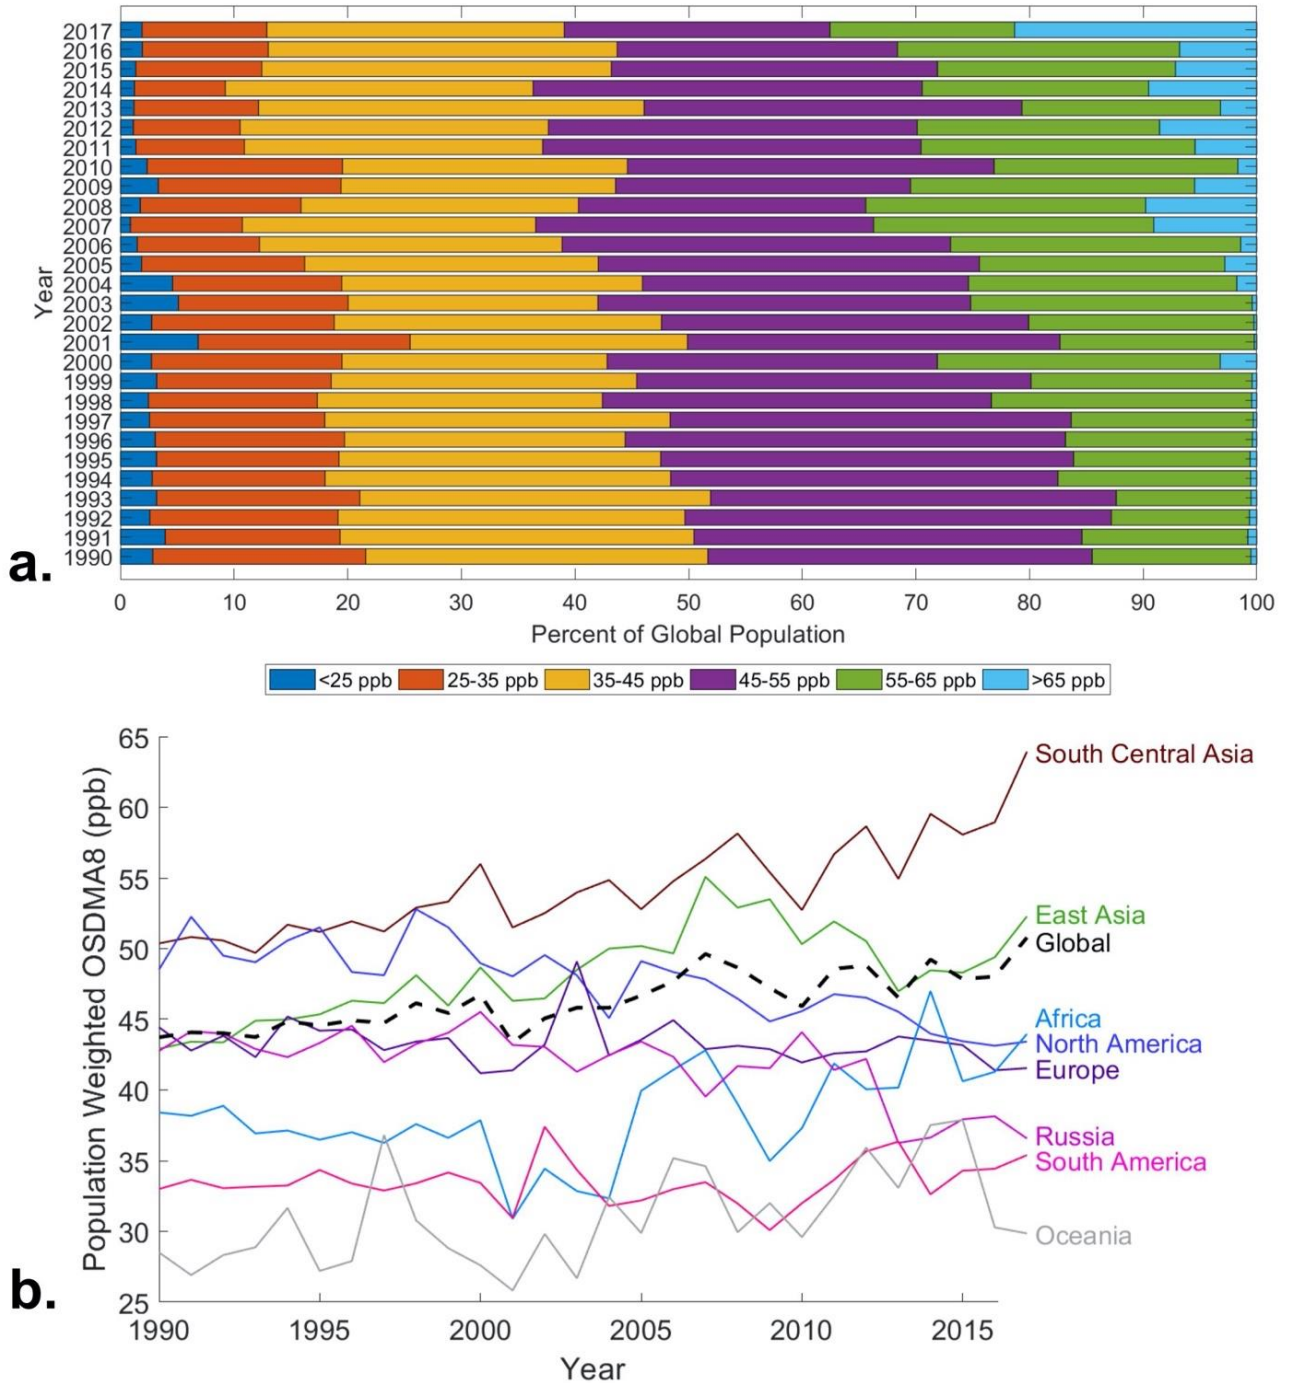 2017
2016
2015
2014
2013
2012
2011
2010
2009
2008
2007
2006
2005
2004
2003
2002
2001
2000
1999
1998
1997
1996
1995
1994
1993
1992
1991
1990
Year
a.
0 10 20 30 40 50 60 70 80 90 100
Percent of Global Population
<25 ppb 25-35 ppb 35-45 ppb 45-55 ppb 55-65 ppb >65 ppb
65
60
55
50
45
40
35
30
25
Population Weighted OSDMA8 (ppb)
South Central Asia
East Asia
Global
Africa
North America
Europe
Russia
South America
Oceania
b.
1990 1995 2000 2005 2010 2015
Year